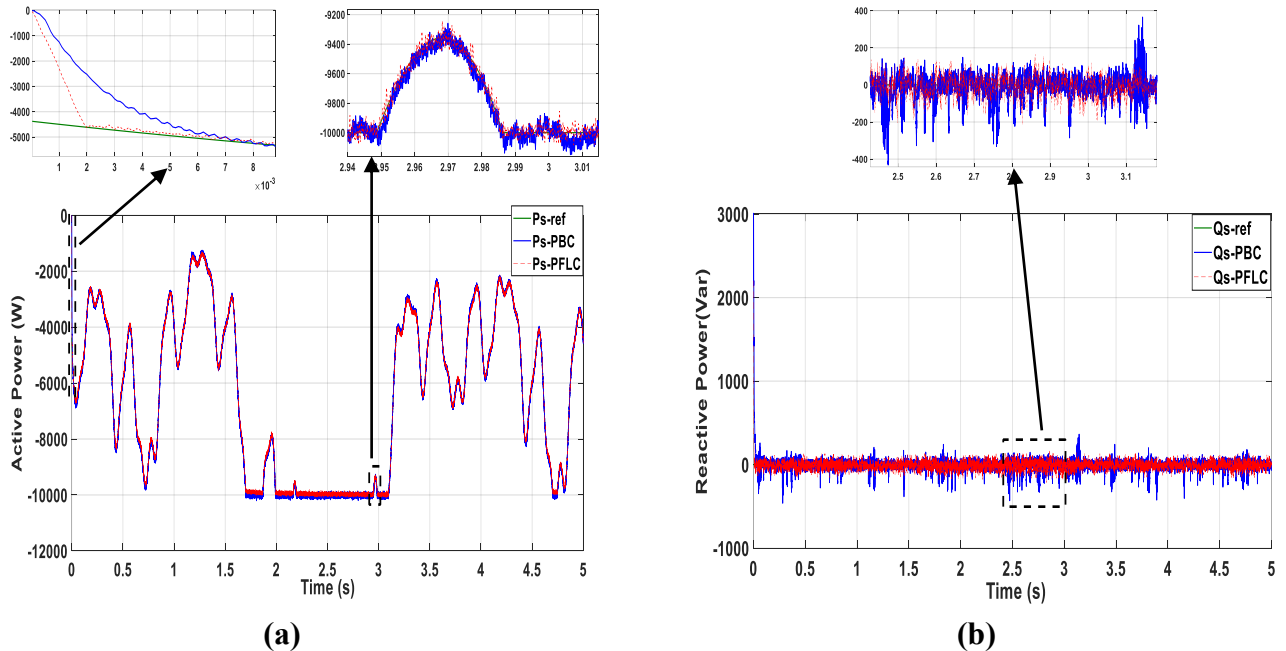 0
-1000
-2000
-3000
-4000
-5000
1 2 3 4 5 6 7 8
×10⁻³
-9200
-9400
-9600
-9800
-10000
2.94 2.95 2.96 2.97 2.98 2.99 3 3.01
Ps-ref
Ps-PBC
Ps-PFLC
Active Power (W)
0
-2000
-4000
-6000
-8000
-10000
-12000
0 0.5 1 1.5 2 2.5 3 3.5 4 4.5 5
Time (s)
(a)
400
200
0
-200
-400
2.5 2.6 2.7 2.8 2.9 3 3.1
Qs-ref
Qs-PBC
Qs-PFLC
Reactive Power(Var)
3000
2000
1000
0
-1000
0 0.5 1 1.5 2 2.5 3 3.5 4 4.5 5
Time (s)
(b)